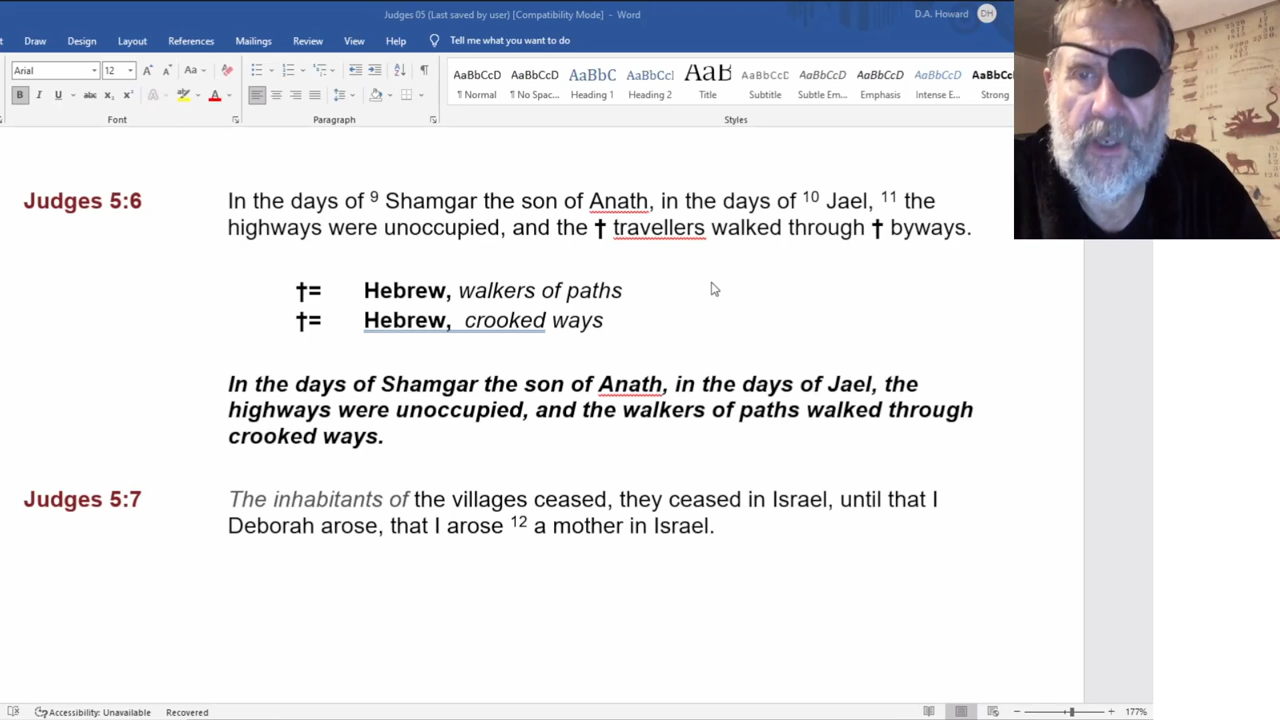 Judges 05 (Last saved by user) [Compatibility Mode] - Word
D.A. Howard DH
Draw Design Layout References Mailings Review View Help Tell me what you want to do
Arial 12 A A Aa A
AaBbCcD AaBbCcD AaBbC AaBbCcI AaB AaBbCcD AaBbCcD AaBbCcD AaBbCcD AaBbCc
B I U abc x₂ x² A A
¶ Normal ¶ No Spac... Heading 1 Heading 2 Title Subtitle Subtle Em... Emphasis Intense E... Strong
Font Paragraph Styles
Judges 5:6 In the days of ⁹ Shamgar the son of Anath, in the days of ¹⁰ Jael, ¹¹ the
highways were unoccupied, and the † travellers walked through † byways.
†= Hebrew, walkers of paths
†= Hebrew, crooked ways
In the days of Shamgar the son of Anath, in the days of Jael, the
highways were unoccupied, and the walkers of paths walked through
crooked ways.
Judges 5:7 The inhabitants of the villages ceased, they ceased in Israel, until that I
Deborah arose, that I arose ¹² a mother in Israel.
Accessibility: Unavailable Recovered 177%